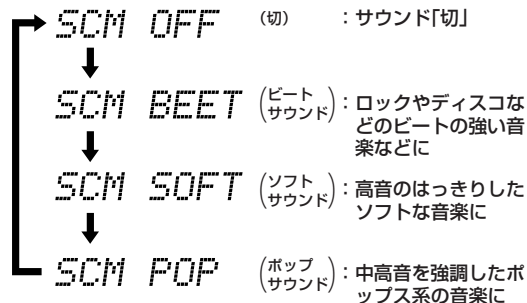 SCM OFF (切) :サウンド「切」
SCM BEET (ビート サウンド) :ロックやディスコな
どのビートの強い音
楽などに
SCM SOFT (ソフト サウンド) :高音のはっきりした
ソフトな音楽に
SCM POP (ポップ サウンド) :中高音を強調したポ
ップス系の音楽に